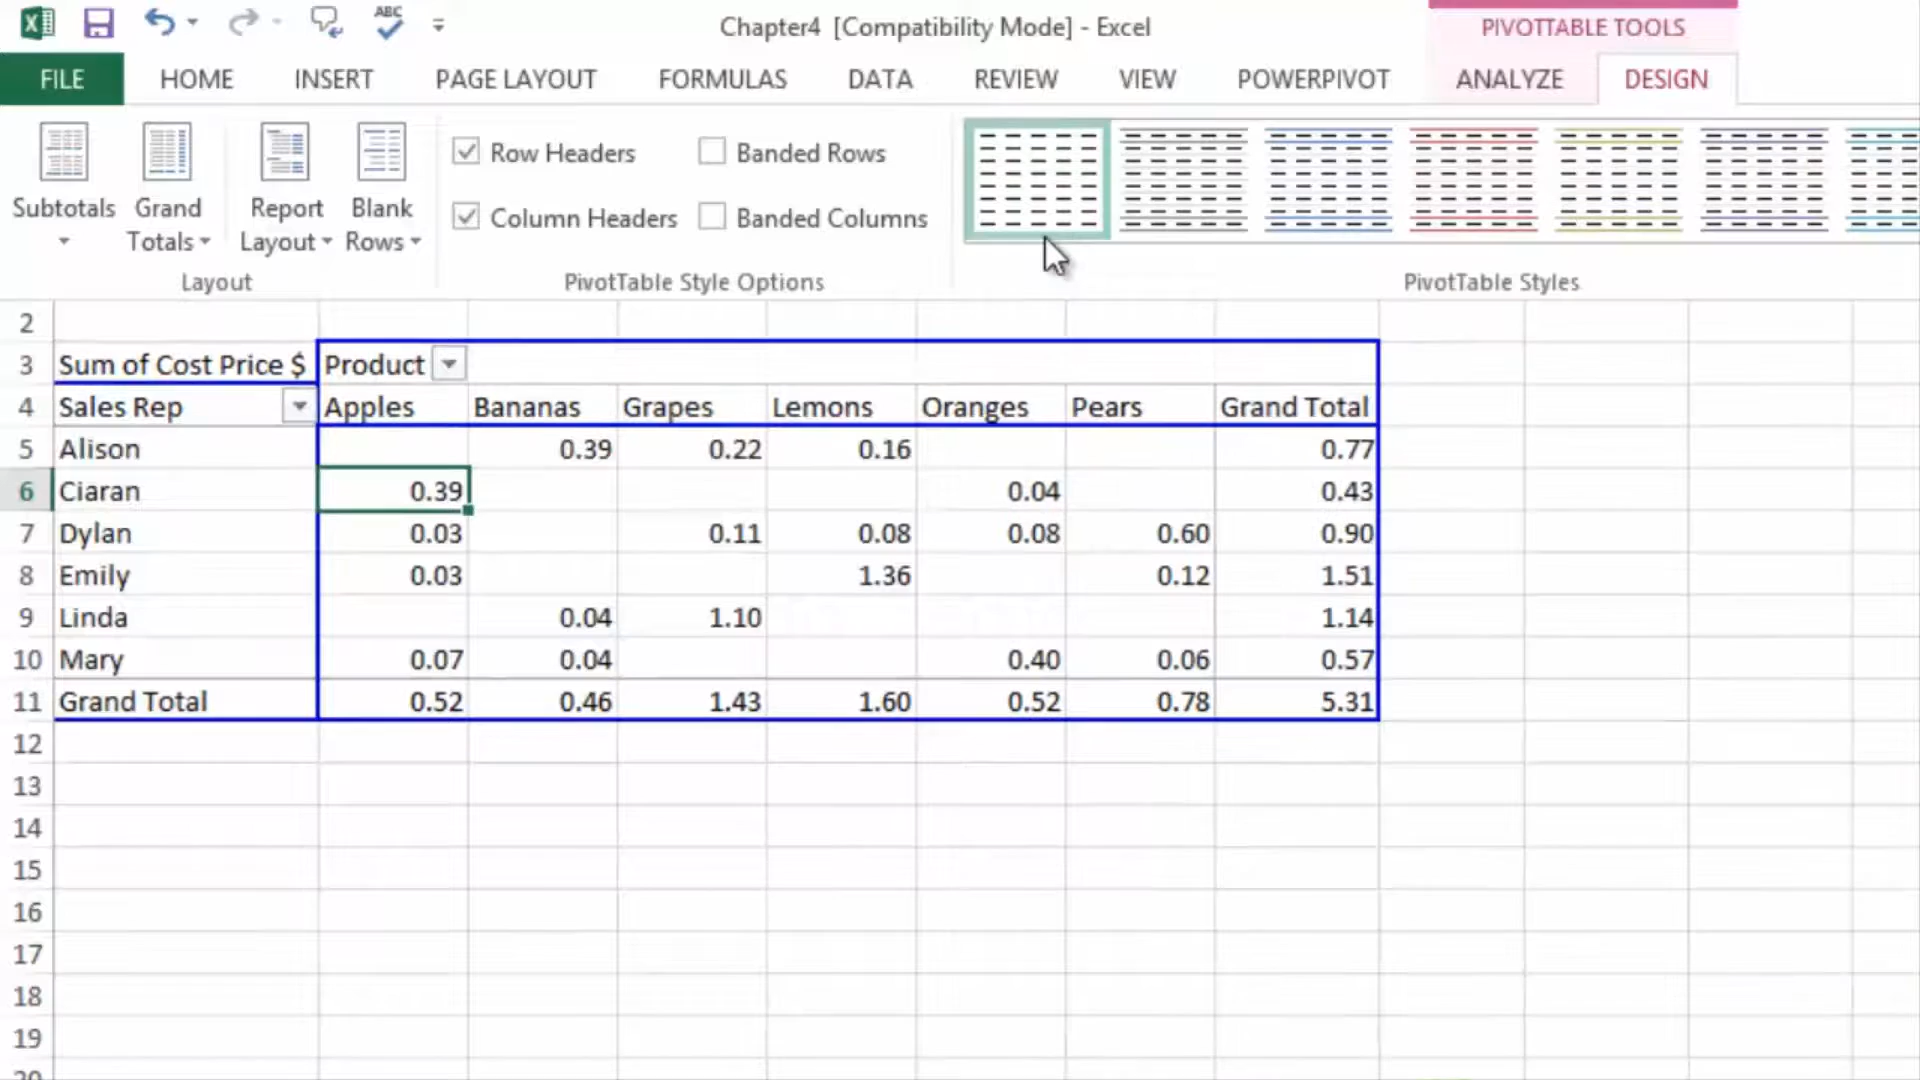 ABC
Chapter4 [Compatibility Mode] - Excel
PIVOTTABLE TOOLS
FILE HOME INSERT PAGE LAYOUT FORMULAS DATA REVIEW VIEW POWERPIVOT ANALYZE DESIGN
Subtotals Grand Totals Report Layout Blank Rows
Layout
Row Headers Banded Rows
Column Headers Banded Columns
PivotTable Style Options
PivotTable Styles
2
3 Sum of Cost Price $ Product
4 Sales Rep Apples Bananas Grapes Lemons Oranges Pears Grand Total
5 Alison 0.39 0.22 0.16 0.77
6 Ciaran 0.39 0.04 0.43
7 Dylan 0.03 0.11 0.08 0.08 0.60 0.90
8 Emily 0.03 1.36 0.12 1.51
9 Linda 0.04 1.10 1.14
10 Mary 0.07 0.04 0.40 0.06 0.57
11 Grand Total 0.52 0.46 1.43 1.60 0.52 0.78 5.31
12
13
14
15
16
17
18
19